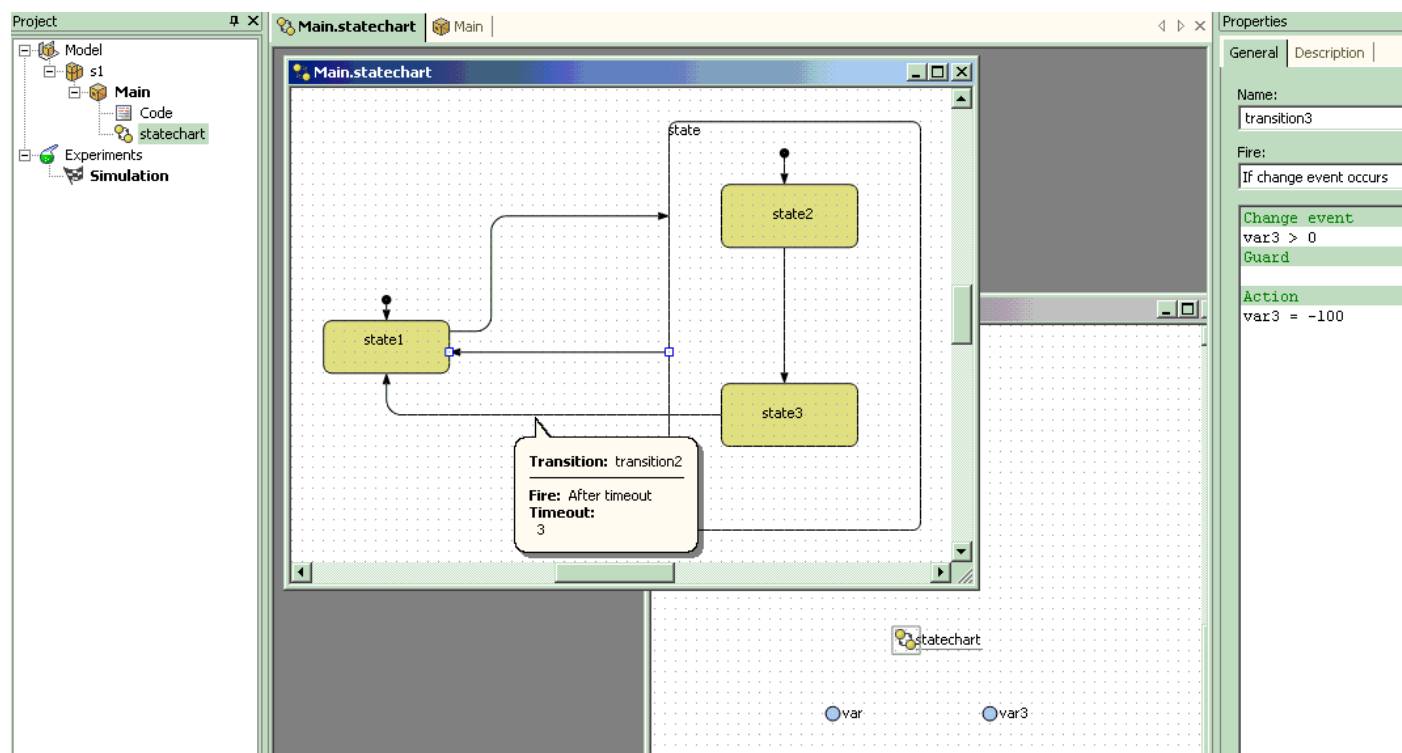 Project
Model
s1
Main
Code
statechart
Experiments
Simulation
Main.statechart
Main
Main.statechart
state
state2
state1
state3
Transition: transition2
Fire: After timeout
Timeout:
3
statechart
var
var3
Properties
General
Description
Name:
transition3
Fire:
If change event occurs
Change event
var3 > 0
Guard
Action
var3 = -100